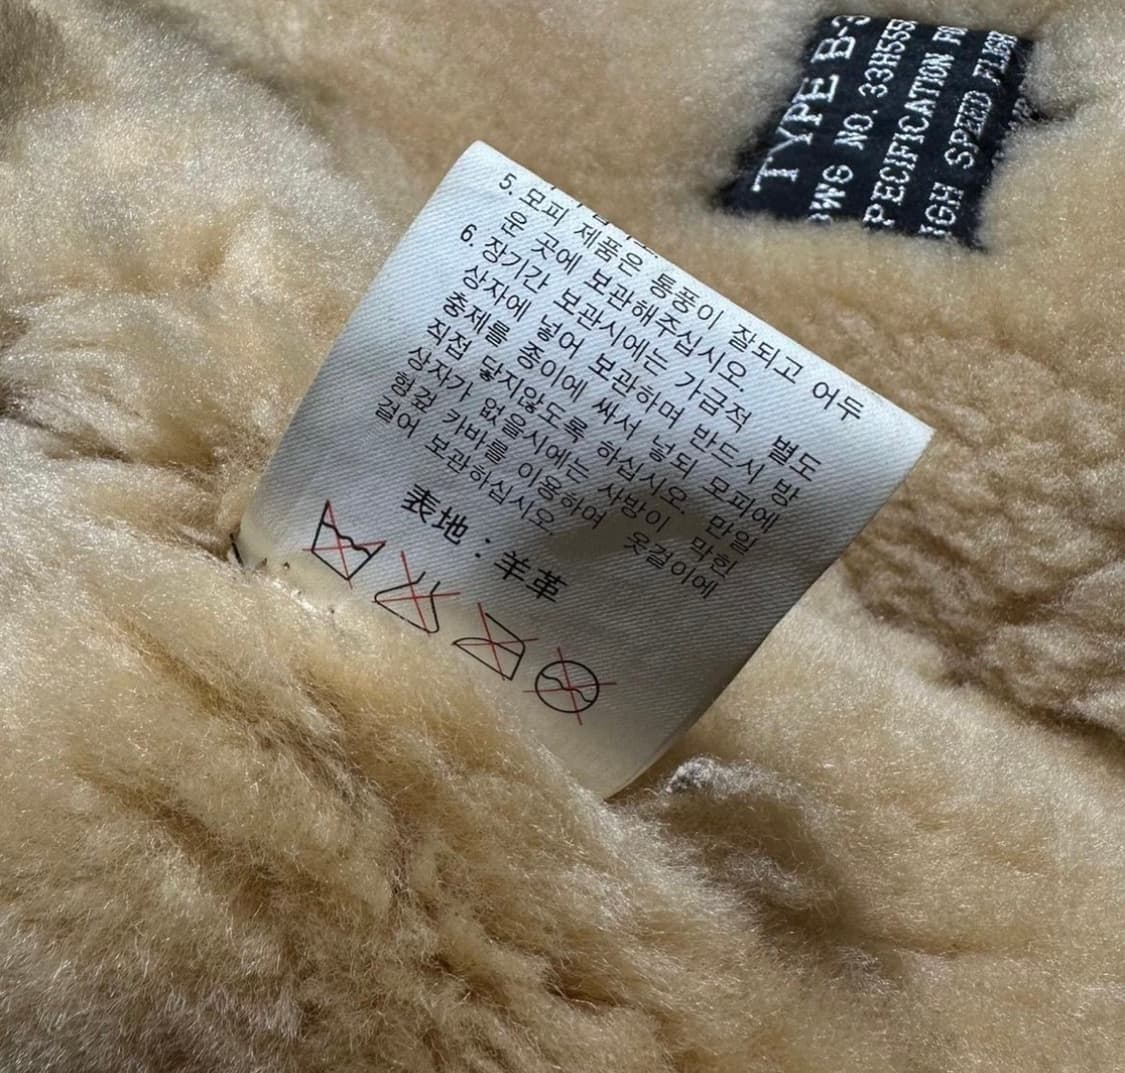 5. 모피 제품은 통풍이 잘되고 어두
운 곳에 보관해주십시오.
6. 장기간 보관시에는 가급적 별도
상자에 넣어 보관하며 반드시 방
충제를 종이에 싸서 넣되 모피에
직접 닿지않도록 하십시오. 만일
상자가 없을시에는 사방이 막힌
헝겊 카바를 이용하여 옷걸이에
걸어 보관하십시오.
表地 : 羊革
TYPE B-3
DWG NO. 33H55
PECIFICATION F
IGH SPEED FLIGH